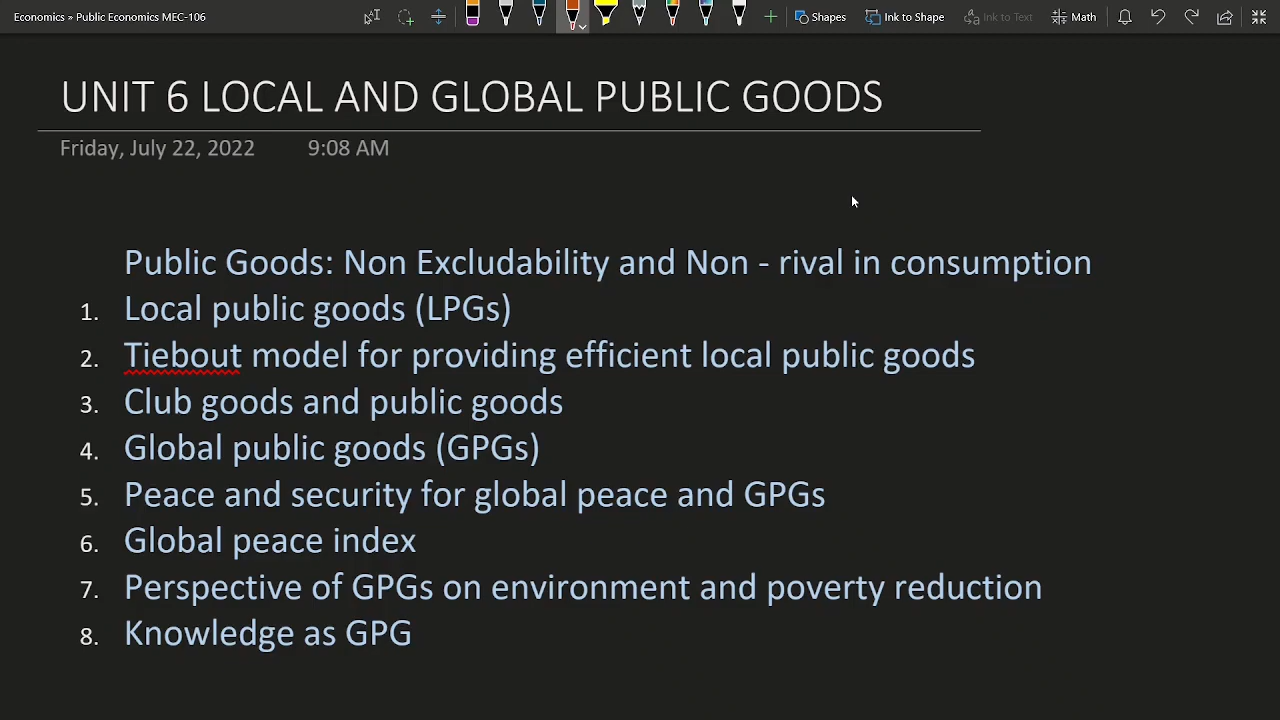 Economics » Public Economics MEC-106
Shapes
Ink to Shape
Ink to Text
Math
UNIT 6 LOCAL AND GLOBAL PUBLIC GOODS
Friday, July 22, 2022 9:08 AM
Public Goods: Non Excludability and Non - rival in consumption
1. Local public goods (LPGs)
2. Tiebout model for providing efficient local public goods
3. Club goods and public goods
4. Global public goods (GPGs)
5. Peace and security for global peace and GPGs
6. Global peace index
7. Perspective of GPGs on environment and poverty reduction
8. Knowledge as GPG